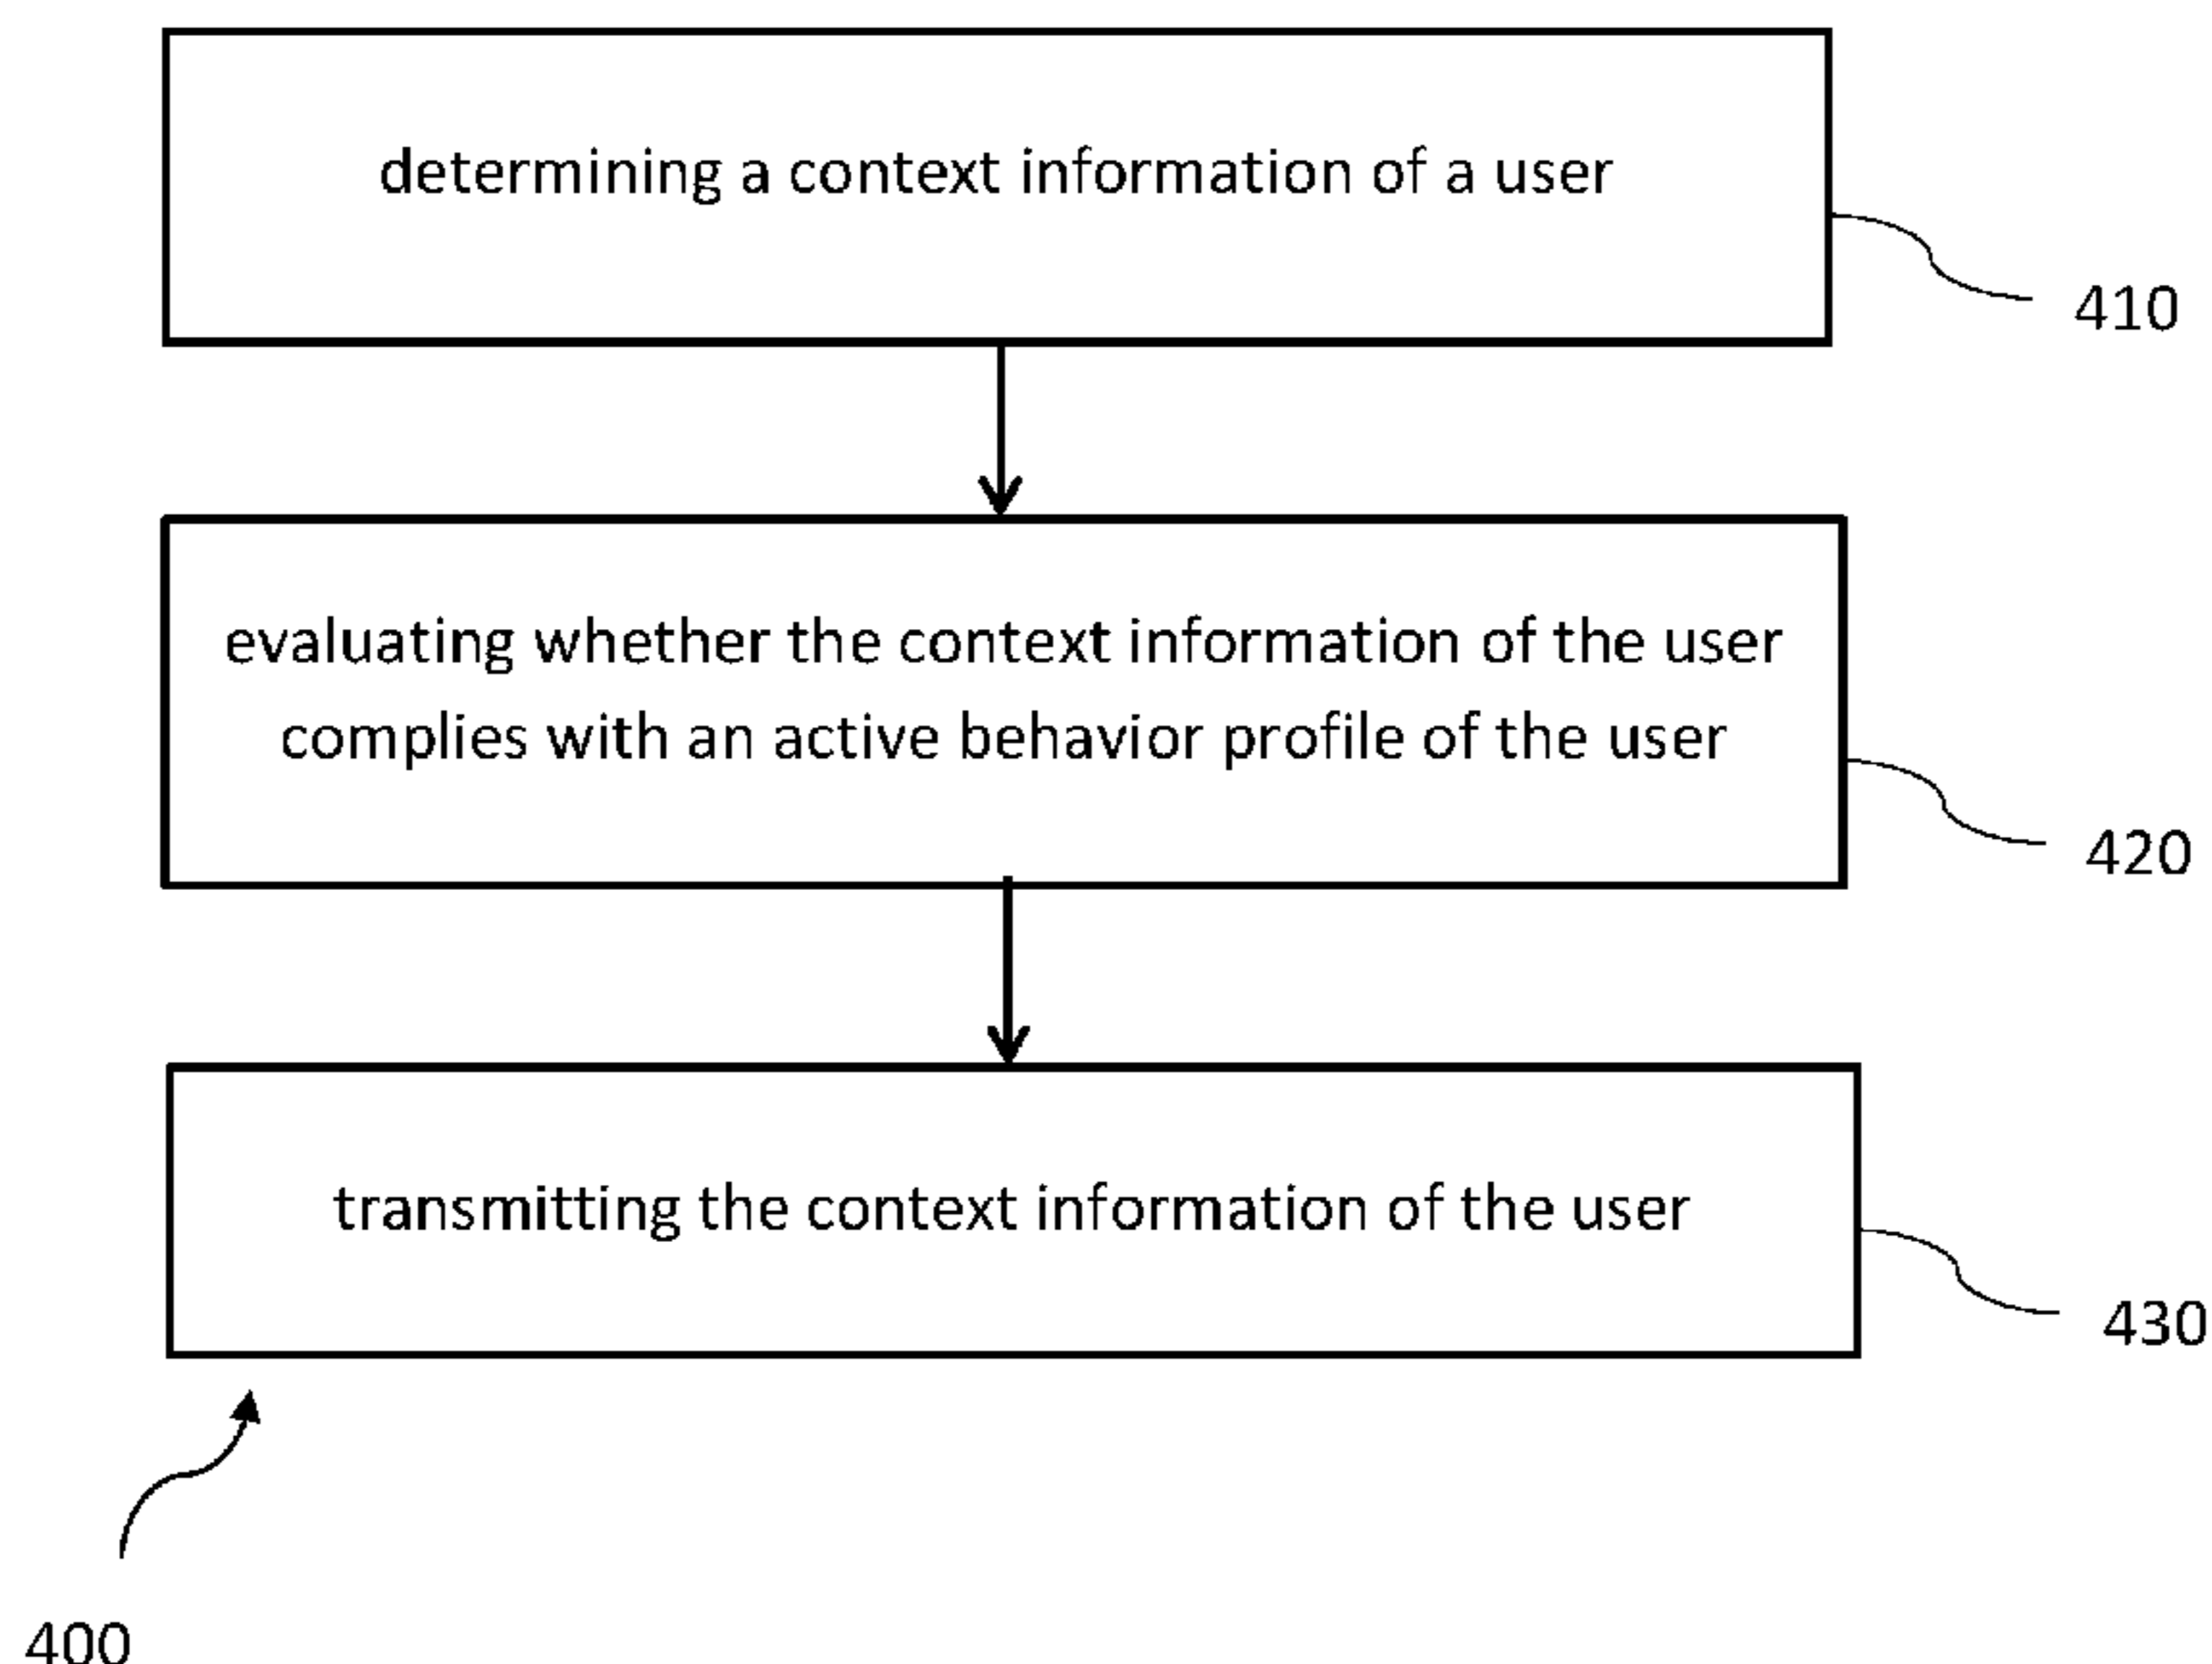 determining a context information of a user
410
evaluating whether the context information of the user
complies with an active behavior profile of the user
420
transmitting the context information of the user
430
400